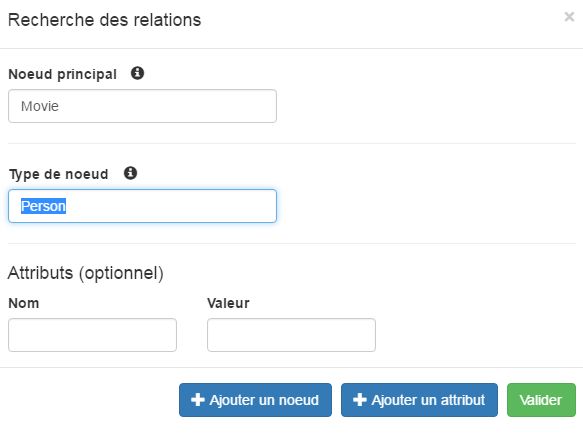 Recherche des relations ×
Noeud principal
Movie
Type de noeud
Person
Attributs (optionnel)
Nom Valeur
Ajouter un noeud Ajouter un attribut Valider